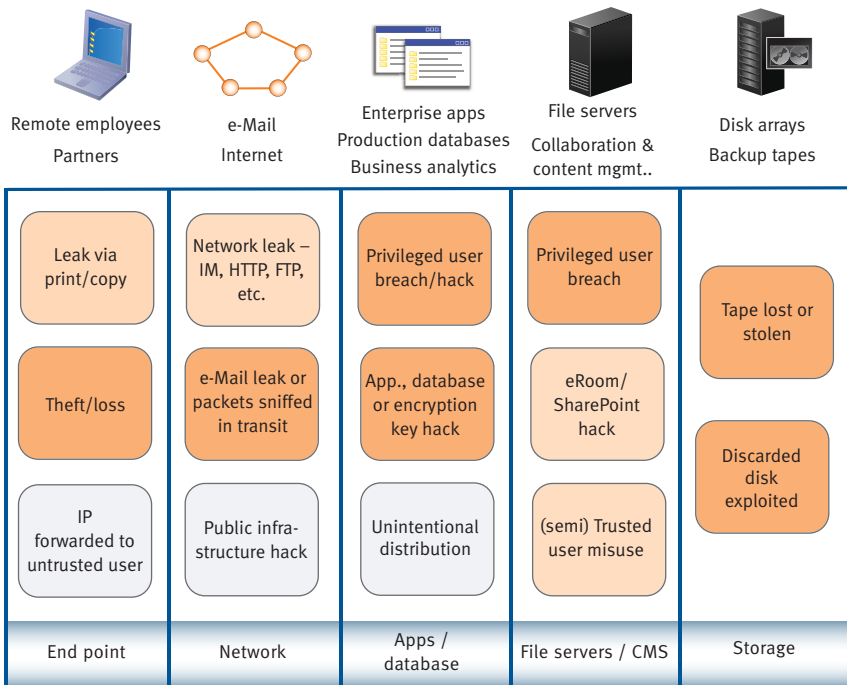 Remote employees
Partners
e-Mail
Internet
Enterprise apps
Production databases
Business analytics
File servers
Collaboration &
content mgmt..
Disk arrays
Backup tapes
Leak via
print/copy
Theft/loss
IP
forwarded to
untrusted user
End point
Network leak –
IM, HTTP, FTP,
etc.
e-Mail leak or
packets sniffed
in transit
Public infra-
structure hack
Network
Privileged user
breach/hack
App., database
or encryption
key hack
Unintentional
distribution
Apps /
database
Privileged user
breach
eRoom/
SharePoint
hack
(semi) Trusted
user misuse
File servers / CMS
Tape lost or
stolen
Discarded
disk
exploited
Storage